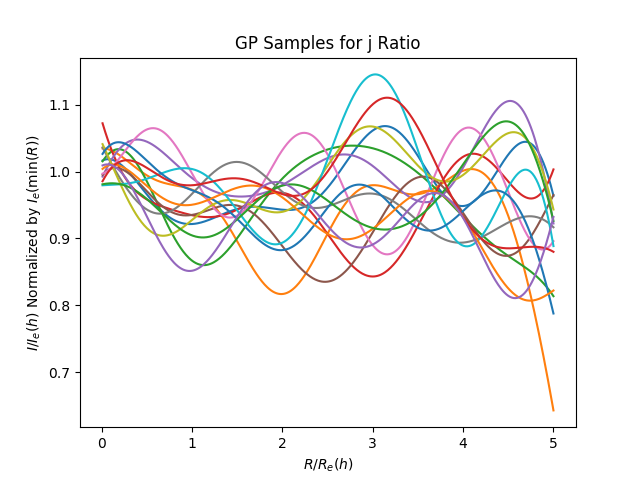 GP Samples for j Ratio
I/I_e(h) Normalized by I_e(min(R))
1.1
1.0
0.9
0.8
0.7
0 1 2 3 4 5
R/R_e(h)